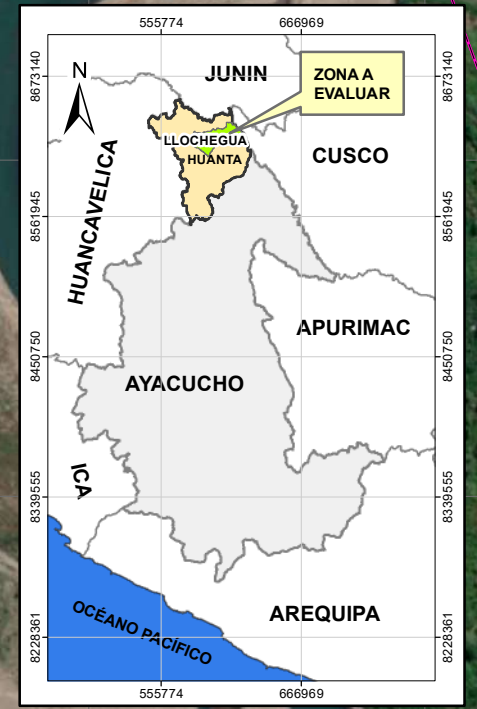 555774
666969
8673140
8673140
N
JUNIN
ZONA A
EVALUAR
LLOCHEGUA
HUANTA
CUSCO
HUANCAVELICA
8561945
8561945
APURIMAC
8450750
8450750
AYACUCHO
ICA
8339555
8339555
OCÉANO PACÍFICO
AREQUIPA
8228361
8228361
555774
666969